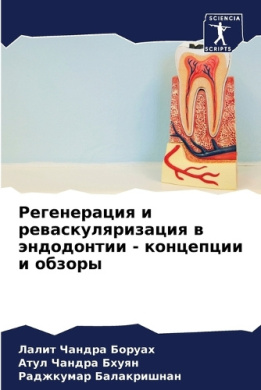 SCIENCIA
SCRIPTS
Регенерация и
реваскуляризация в
эндодонтии - концепции
и обзоры
Лалит Чандра Боруах
Атул Чандра Бхуян
Раджкумар Балакришнан